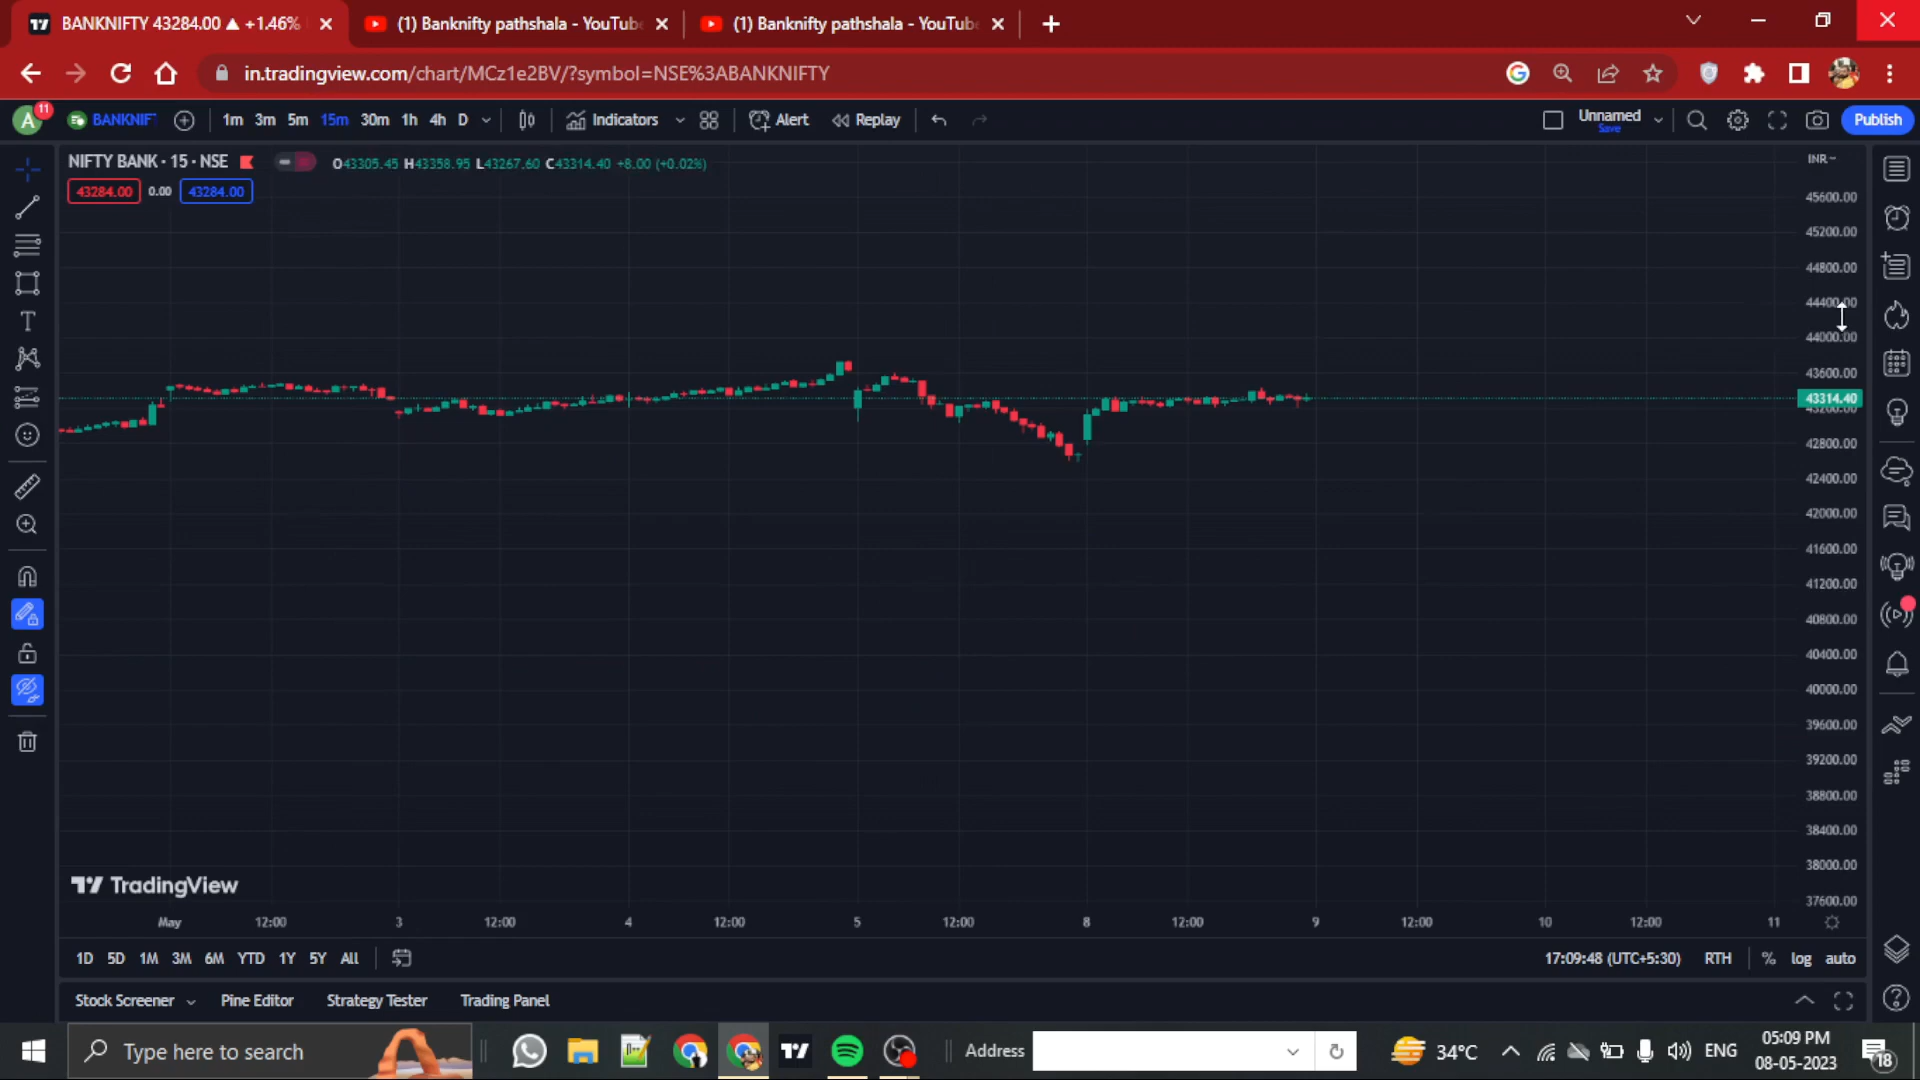 BANKNIFTY 43284.00 ▲ +1.46%
(1) Banknifty pathshala - YouTub
(1) Banknifty pathshala - YouTub
in.tradingview.com/chart/MCz1e2BV/?symbol=NSE%3ABANKNIFTY
A 11 BANKNIFT 1m 3m 5m 15m 30m 1h 4h D Indicators Alert Replay Unnamed Publish
Save
NIFTY BANK · 15 · NSE O43305.45 H43358.95 L43267.60 C43314.40 +8.00 (+0.02%)
43284.00 0.00 43284.00
INR
45600.00
45200.00
44800.00
44400.00
44000.00
43600.00
43314.40
43200.00
42800.00
42400.00
42000.00
41600.00
41200.00
40800.00
40400.00
40000.00
39600.00
39200.00
38800.00
38400.00
38000.00
37600.00
TradingView
May 12:00 3 12:00 4 12:00 5 12:00 8 12:00 9 12:00 10 12:00 11
1D 5D 1M 3M 6M YTD 1Y 5Y All 17:09:48 (UTC+5:30) RTH % log auto
Stock Screener Pine Editor Strategy Tester Trading Panel
Type here to search Address 34°C ENG 05:09 PM
08-05-2023 18